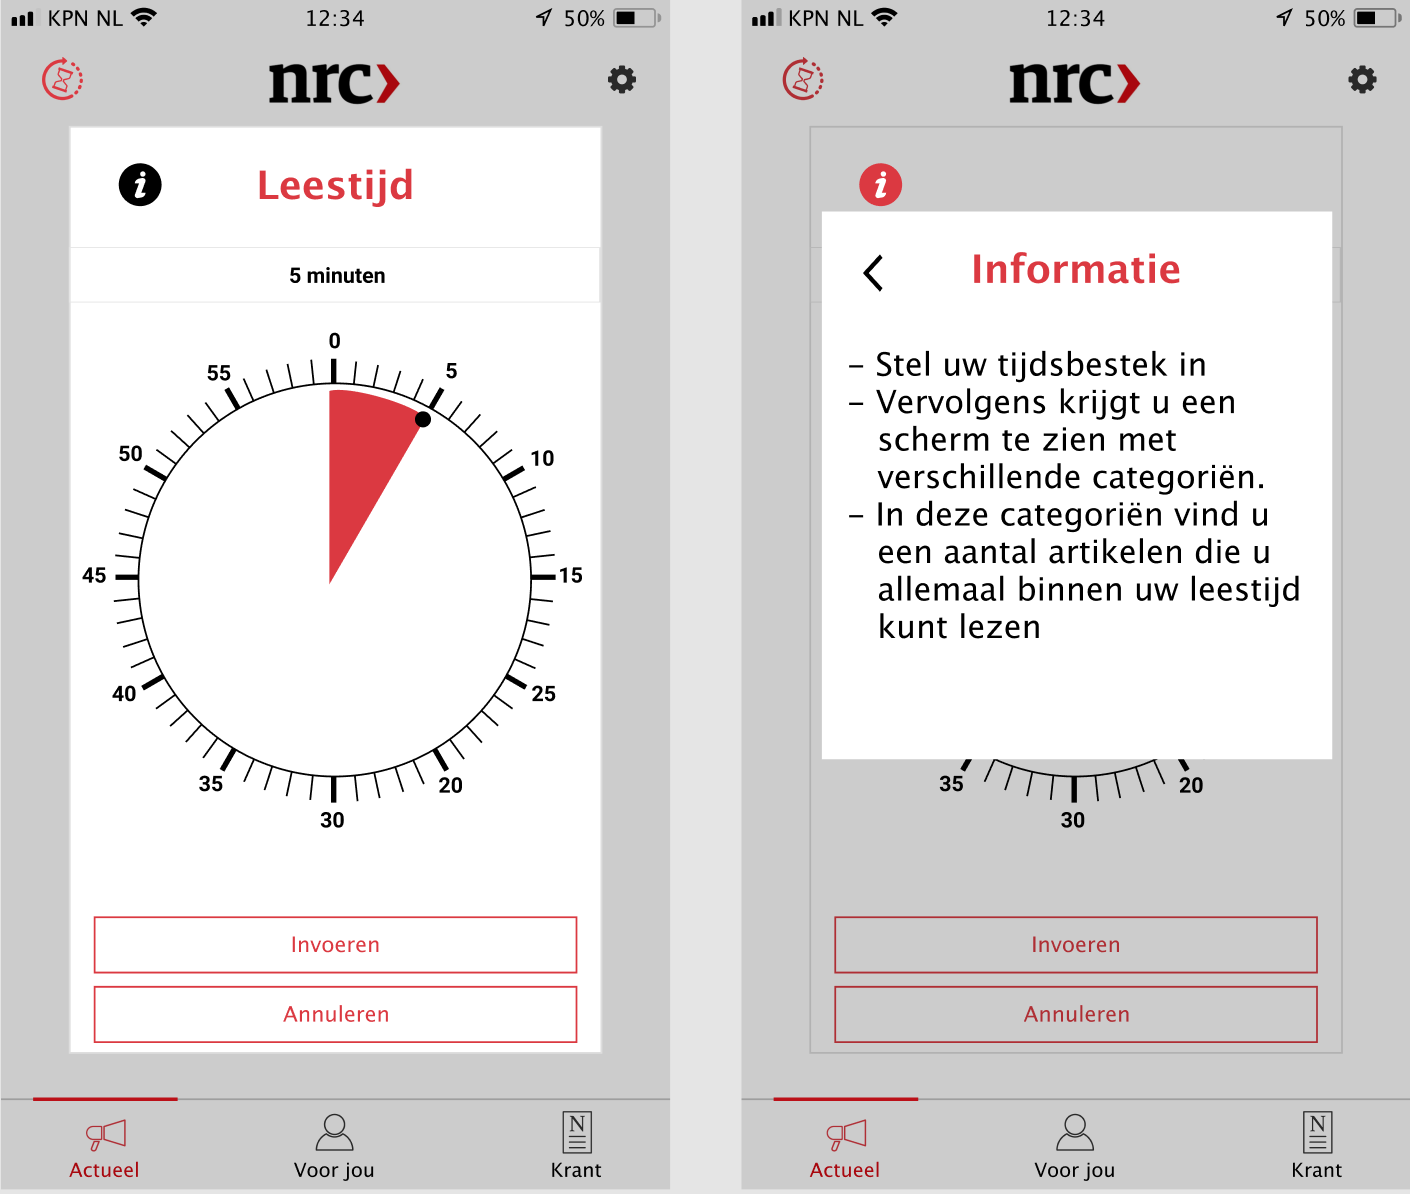 KPN NL 12:34 50%
nrc
i Leestijd
5 minuten
0
5
10
15
25
20
30
35
40
45
50
55
Invoeren
Annuleren
Actueel Voor jou Krant
KPN NL 12:34 50%
nrc
i
Informatie
- Stel uw tijdsbestek in
- Vervolgens krijgt u een
scherm te zien met
verschillende categoriën.
- In deze categoriën vind u
een aantal artikelen die u
allemaal binnen uw leestijd
kunt lezen
35
30
20
Invoeren
Annuleren
Actueel Voor jou Krant